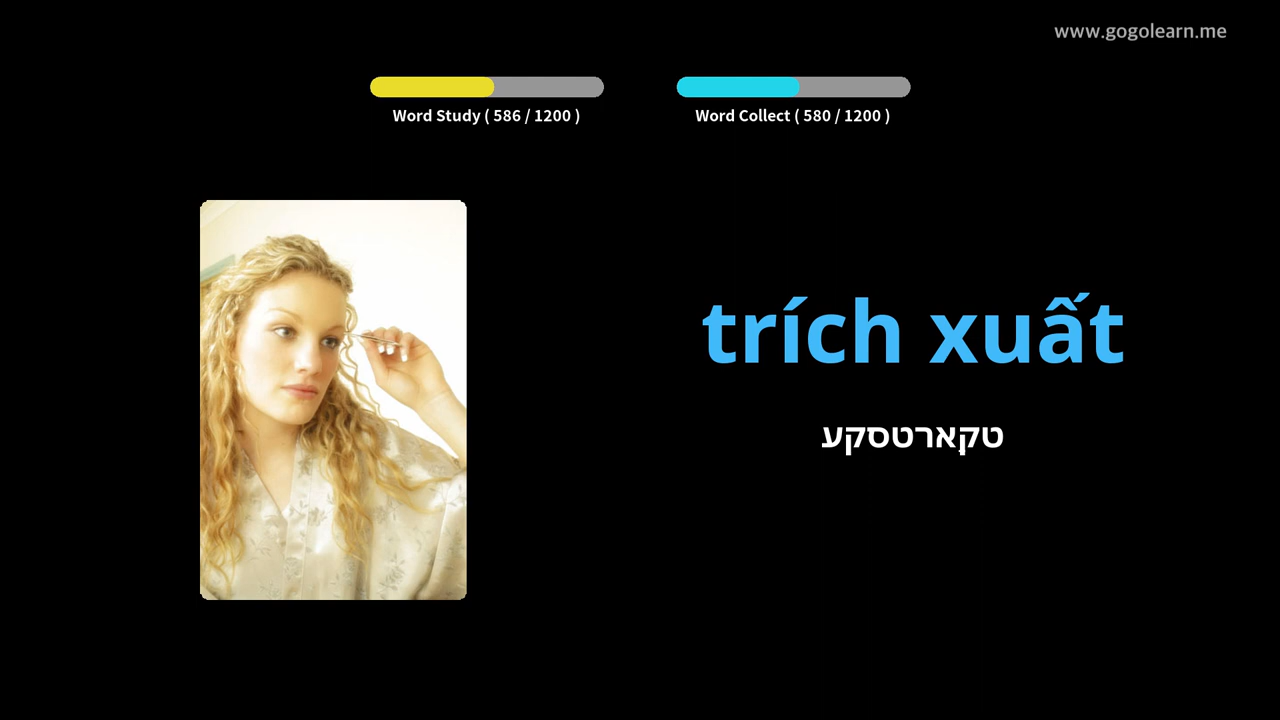 www.gogolearn.me
Word Study ( 586 / 1200 )
Word Collect ( 580 / 1200 )
trích xuất
טקַארטסקע